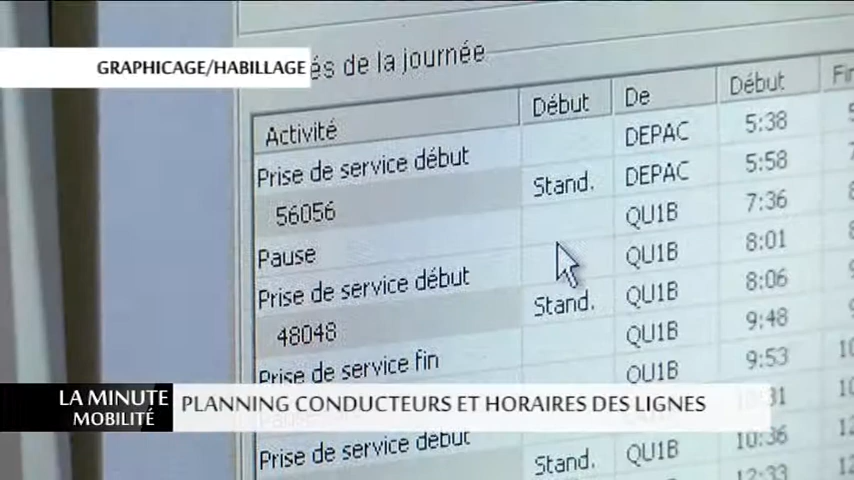 és de la journée
GRAPHICAGE/HABILLAGE
Activité Début De Début Fin
Prise de service début DEPAC 5:38
56056 Stand. DEPAC 5:58
Pause QU1B 7:36
Prise de service début QU1B 8:01
48048 Stand. QU1B 8:06
Prise de service fin QU1B 9:48
QU1B 9:53
LA MINUTE
MOBILITÉ
PLANNING CONDUCTEURS ET HORAIRES DES LIGNES
Prise de service début
Stand. QU1B 10:36
12:33